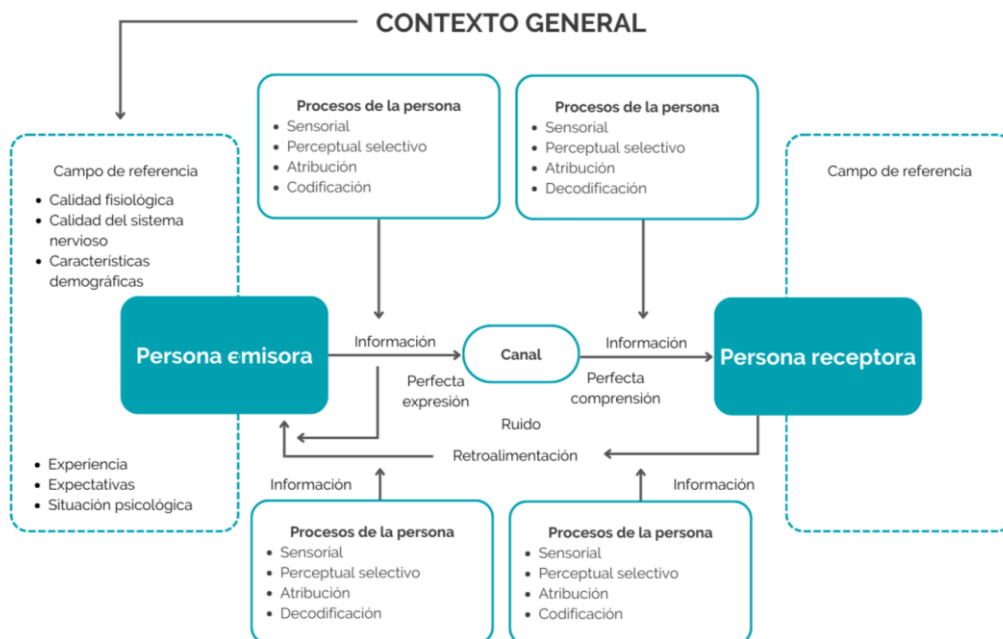 CONTEXTO GENERAL
Procesos de la persona
Sensorial
Perceptual selectivo
Atribución
Codificación
Procesos de la persona
Sensorial
Perceptual selectivo
Atribución
Decodificación
Campo de referencia
Calidad fisiológica
Calidad del sistema
nervioso
Características
demográficas
Campo de referencia
Persona emisora
Información
Canal
Información
Persona receptora
Perfecta
expresión
Perfecta
comprensión
Ruido
Retroalimentación
Experiencia
Expectativas
Situación psicológica
Información
Información
Procesos de la persona
Sensorial
Perceptual selectivo
Atribución
Decodificación
Procesos de la persona
Sensorial
Perceptual selectivo
Atribución
Codificación